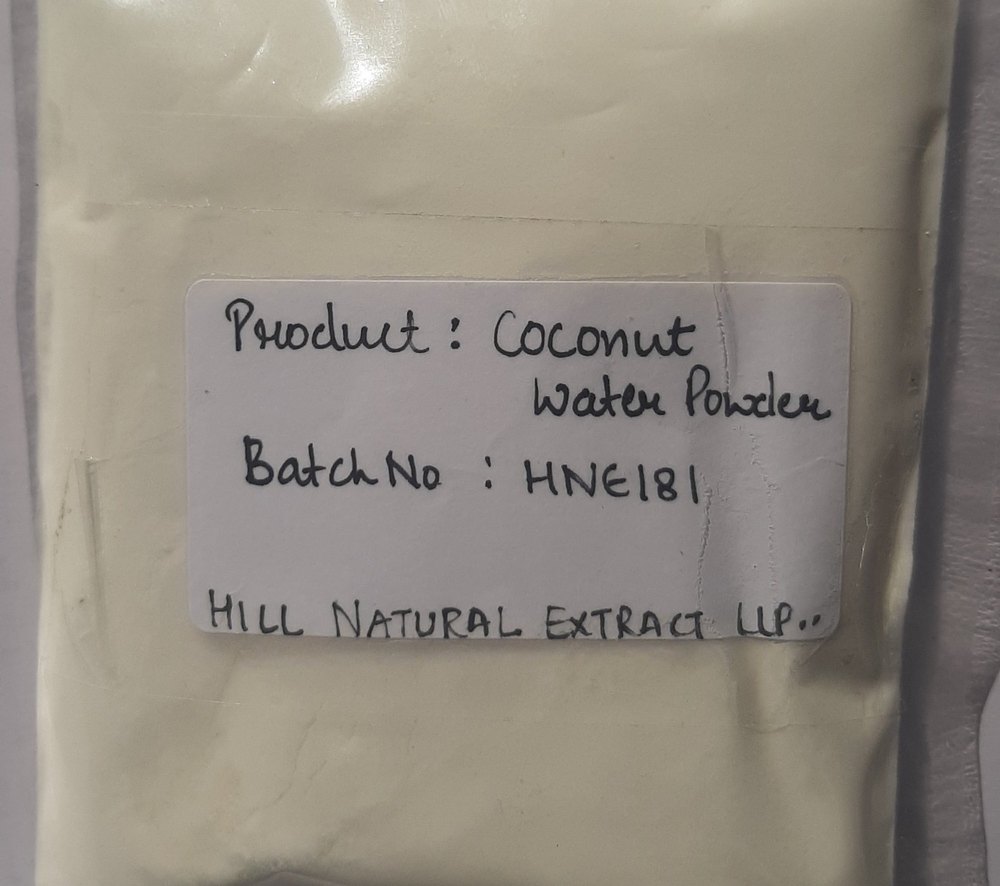 Product : Coconut
Water Powder
Batch No : HNE181
HILL NATURAL EXTRACT LLP..